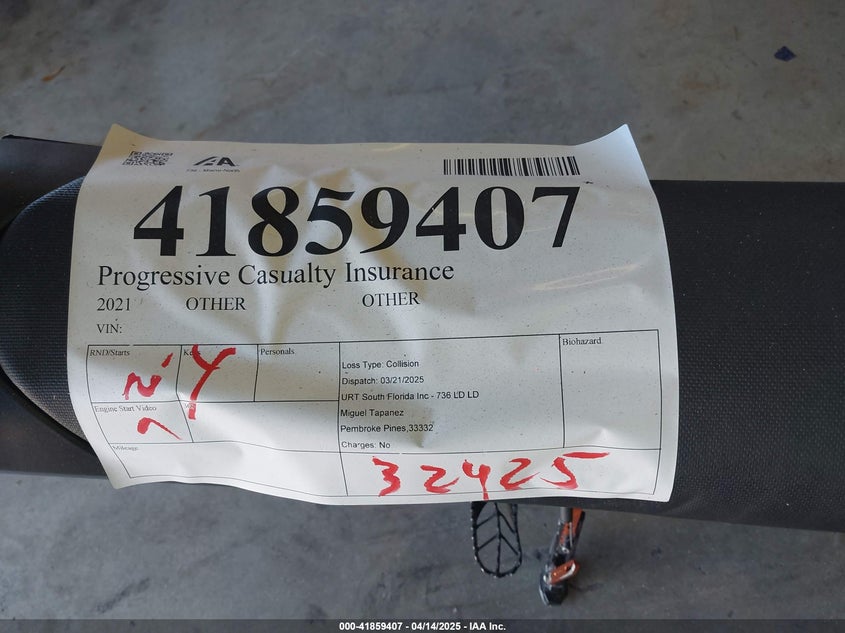 IAA
41859407
Progressive Casualty Insurance
2021 OTHER OTHER
VIN:
RND/Starts Personals Biohazard
N Y
Loss Type: Collision
Dispatch: 03/21/2025
URT South Florida Inc - 736 LD LD
Engine Start Video
Miguel Tapanez
Pembroke Pines,33332
Mileage
Charges: No
32425
000-41859407 - 04/14/2025 - IAA Inc.